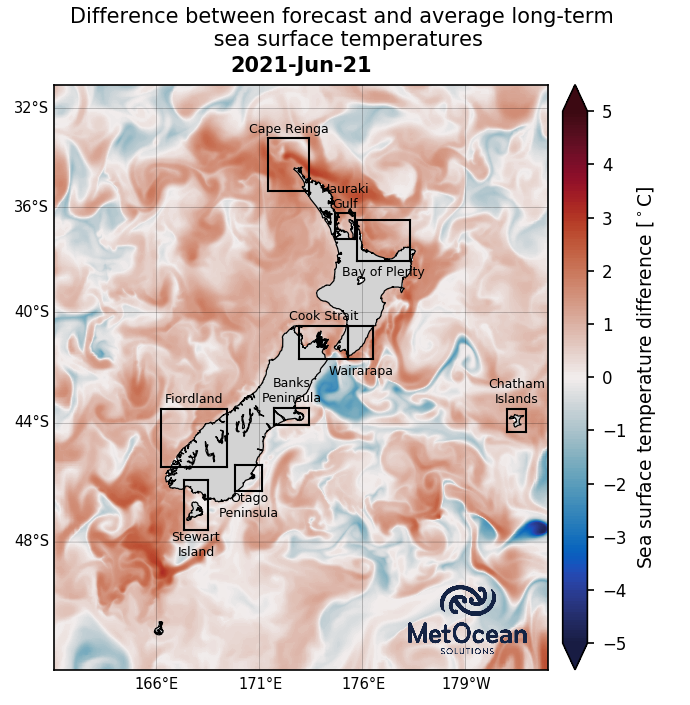 Difference between forecast and average long-term
sea surface temperatures
2021-Jun-21
32°S
36°S
40°S
44°S
48°S
166°E
171°E
176°E
179°W
Cape Reinga
Hauraki
Gulf
Bay of Plenty
Cook Strait
Wairarapa
Banks
Peninsula
Fiordland
Chatham
Islands
Otago
Peninsula
Stewart
Island
MetOcean
SOLUTIONS
5
4
3
2
1
0
−1
−2
−3
−4
−5
Sea surface temperature difference [°C]